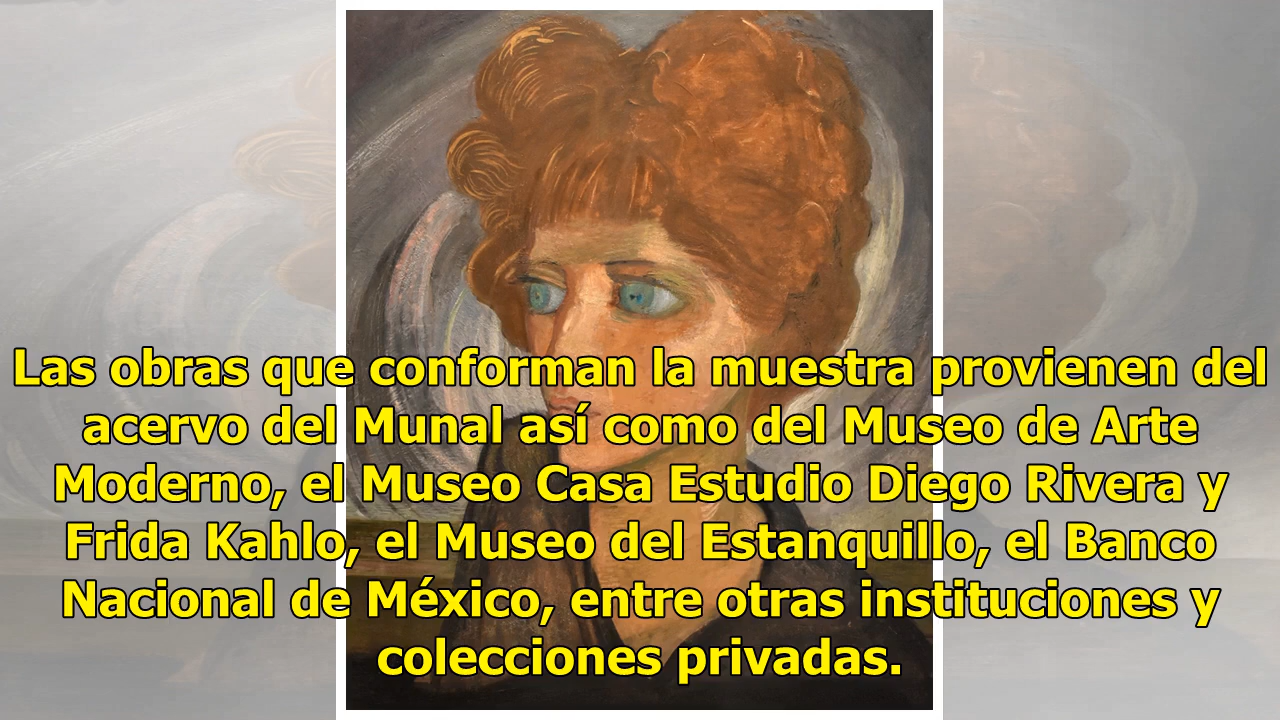 Las obras que conforman la muestra provienen del
acervo del Munal así como del Museo de Arte
Moderno, el Museo Casa Estudio Diego Rivera y
Frida Kahlo, el Museo del Estanquillo, el Banco
Nacional de México, entre otras instituciones y
colecciones privadas.